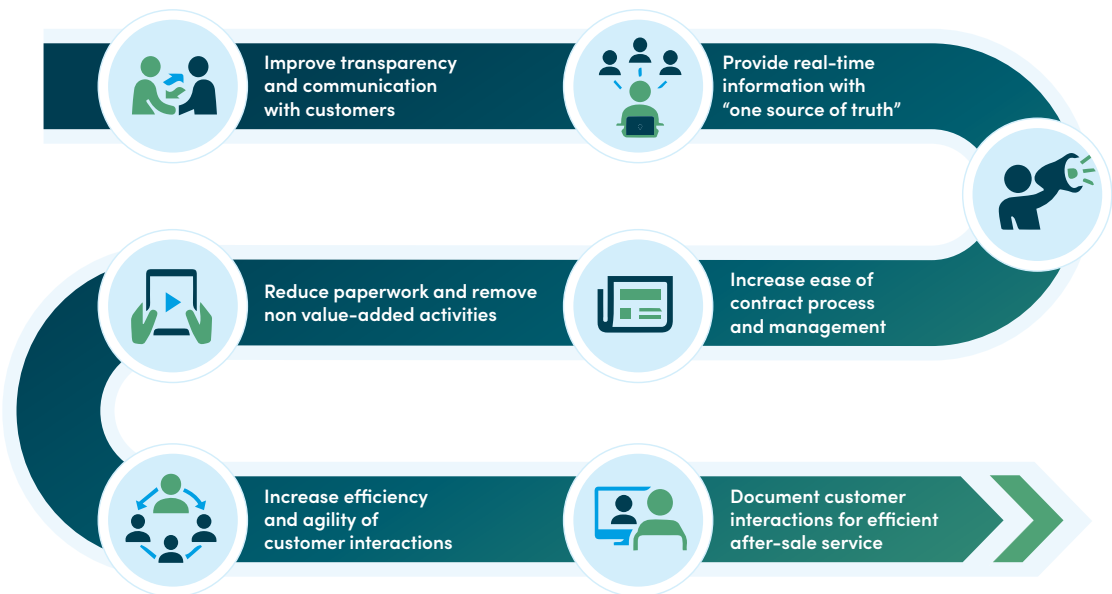 Improve transparency
and communication
with customers
Provide real-time
information with
“one source of truth”
Increase ease of
contract process
and management
Reduce paperwork and remove
non value-added activities
Increase efficiency
and agility of
customer interactions
Document customer
interactions for efficient
after-sale service